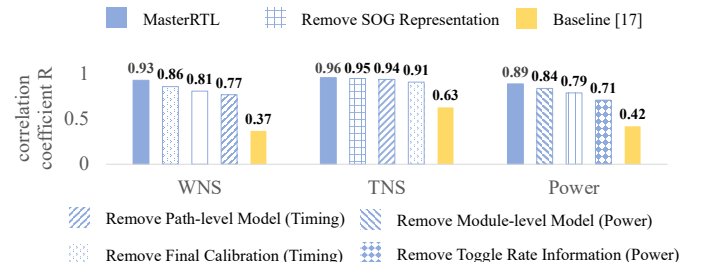 MasterRTL Remove SOG Representation Baseline [17]
correlation
coefficient R
1
0.5
0
0.93 0.86 0.81 0.77 0.37
0.96 0.95 0.94 0.91 0.63
0.89 0.84 0.79 0.71 0.42
WNS TNS Power
Remove Path-level Model (Timing) Remove Module-level Model (Power)
Remove Final Calibration (Timing) Remove Toggle Rate Information (Power)